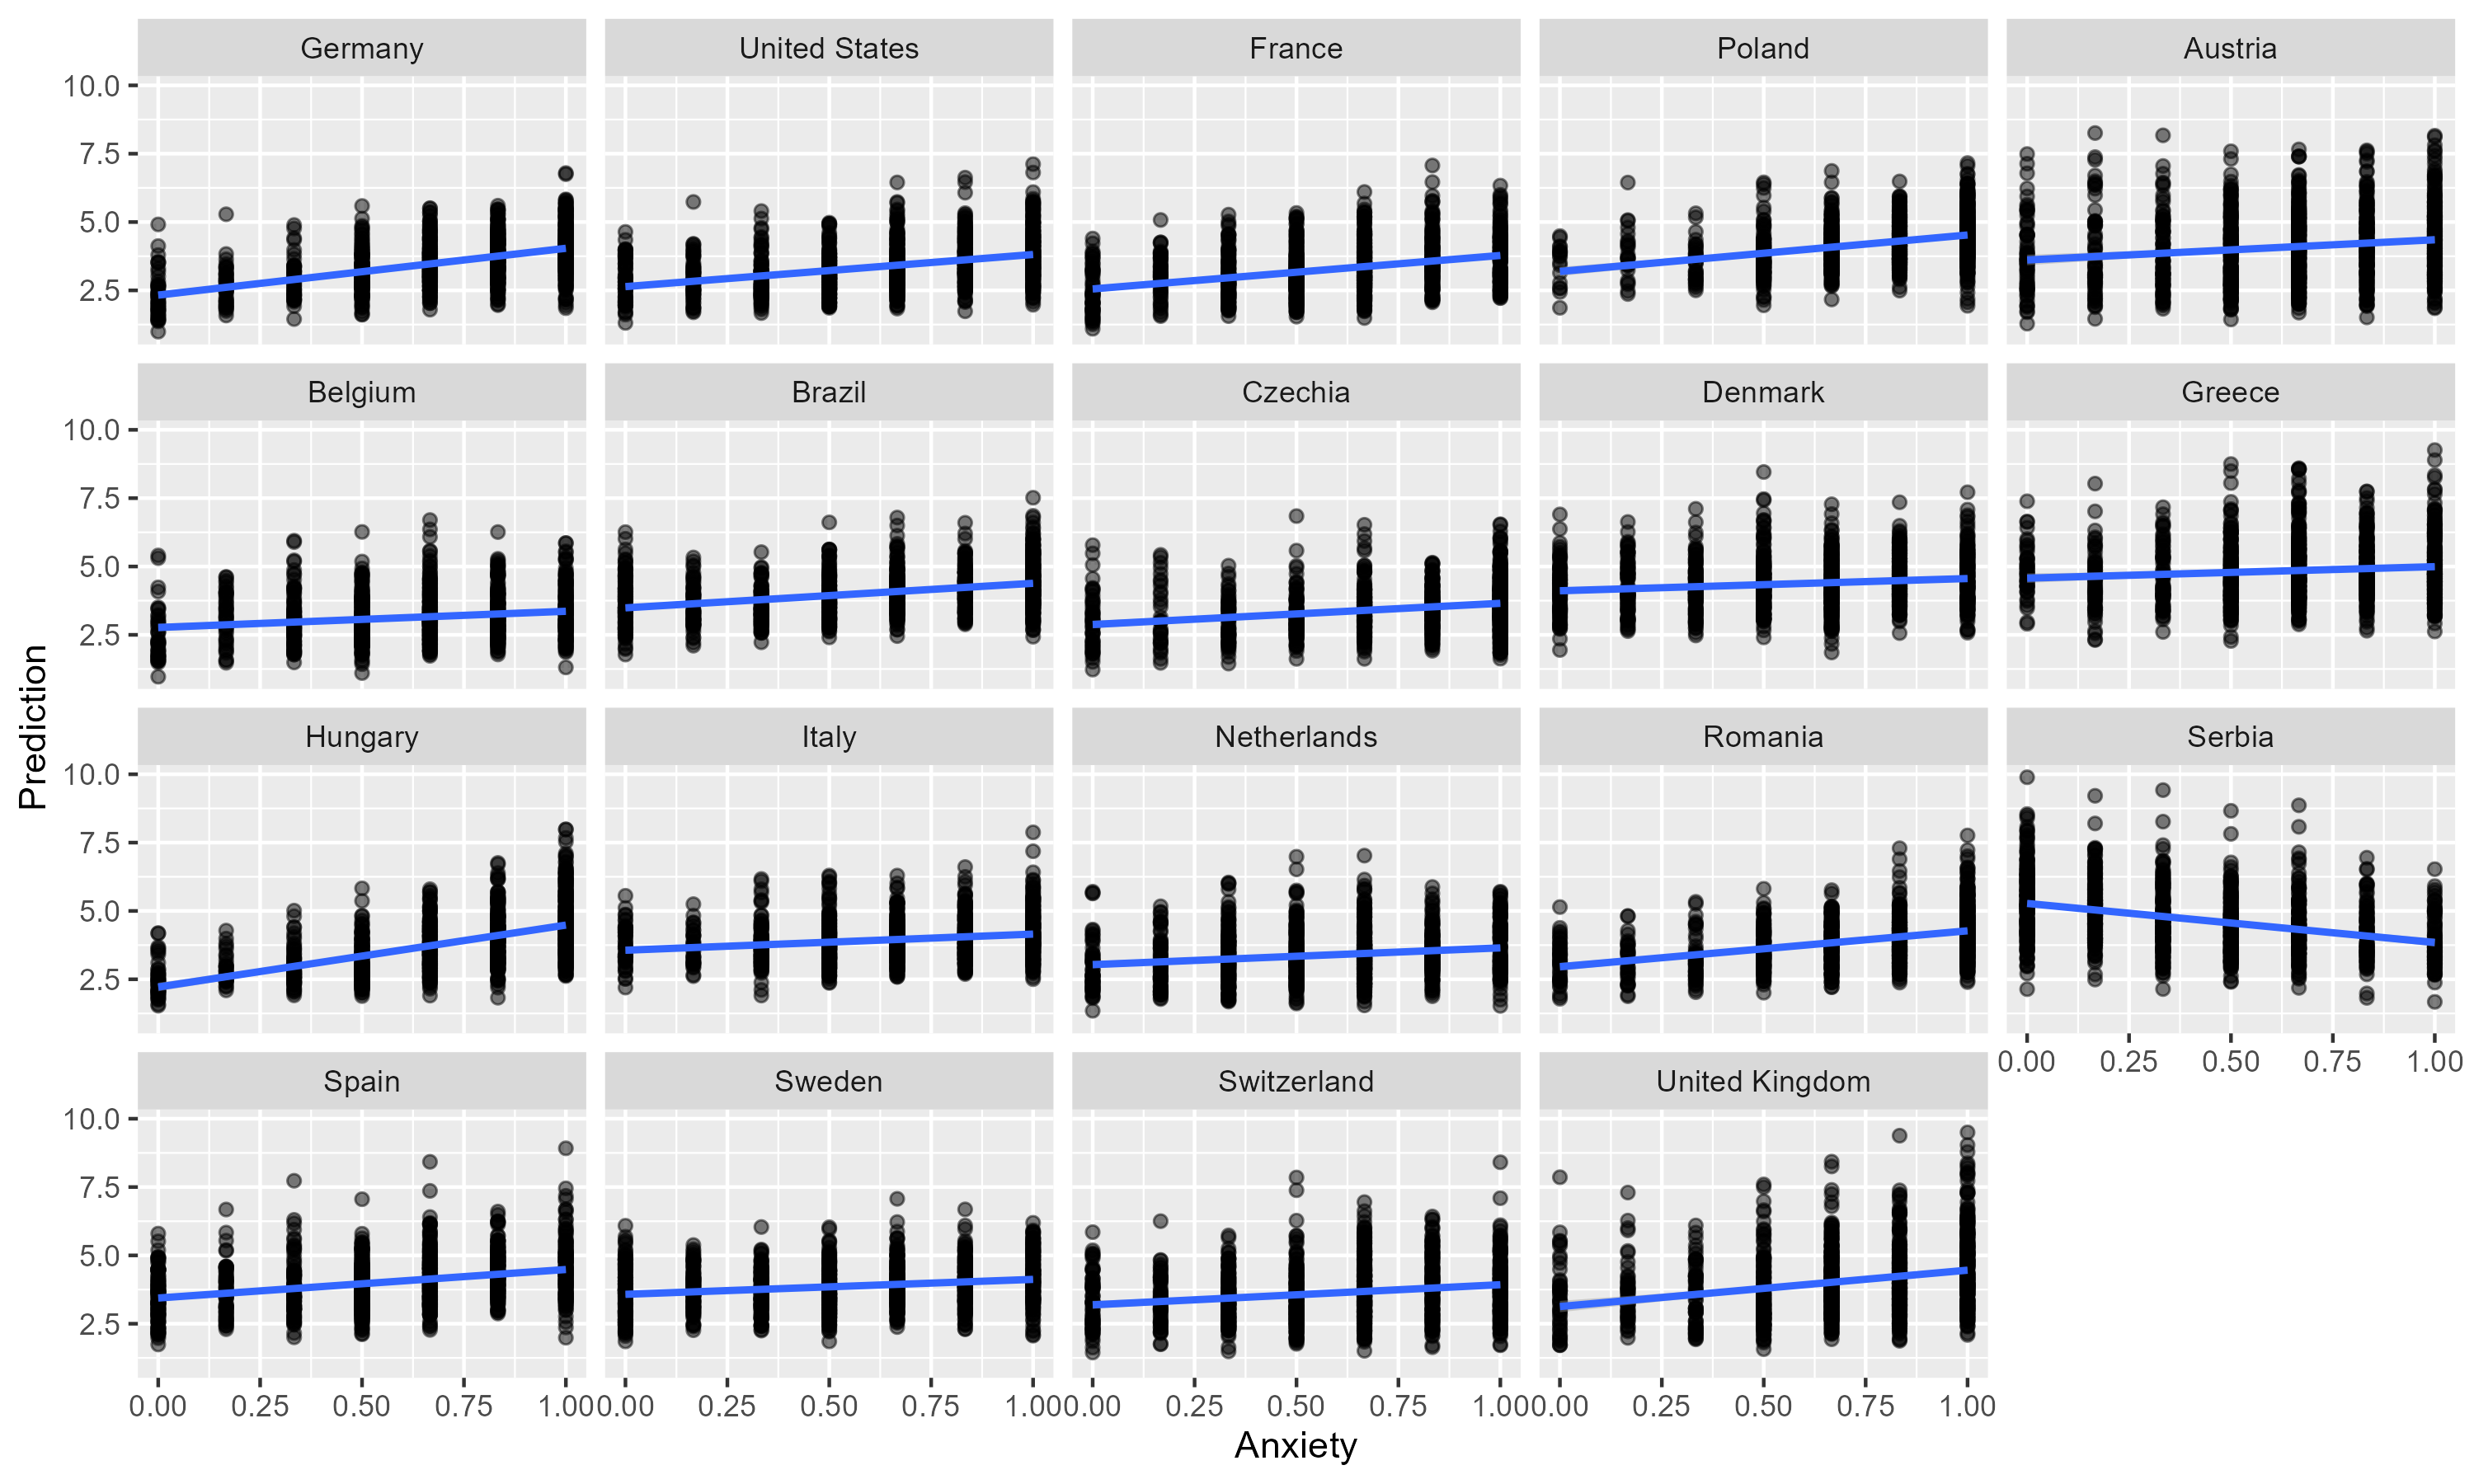 Germany United States France Poland Austria
10.0
7.5
5.0
2.5
Belgium Brazil Czechia Denmark Greece
10.0
7.5
5.0
2.5
Prediction
Hungary Italy Netherlands Romania Serbia
10.0
7.5
5.0
2.5
0.00 0.25 0.50 0.75 1.00
Spain Sweden Switzerland United Kingdom
10.0
7.5
5.0
2.5
0.00 0.25 0.50 0.75 1.00 0.00 0.25 0.50 0.75 1.00 0.00 0.25 0.50 0.75 1.00 0.00 0.25 0.50 0.75 1.00
Anxiety